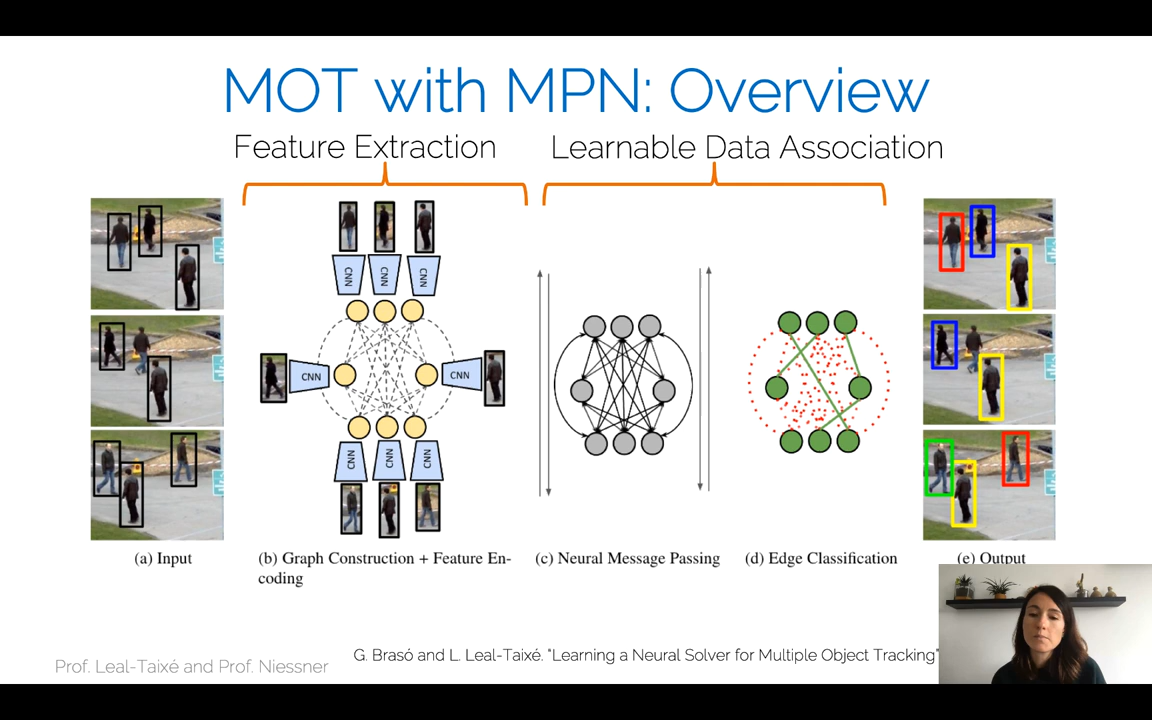 MOT with MPN: Overview
Feature Extraction
Learnable Data Association
CNN
CNN
CNN
CNN
CNN
CNN
CNN
CNN
(a) Input
(b) Graph Construction + Feature En-
coding
(c) Neural Message Passing
(d) Edge Classification
(e) Output
Prof. Leal-Taixé and Prof. Niessner
G. Brasó and L. Leal-Taixé. "Learning a Neural Solver for Multiple Object Tracking"